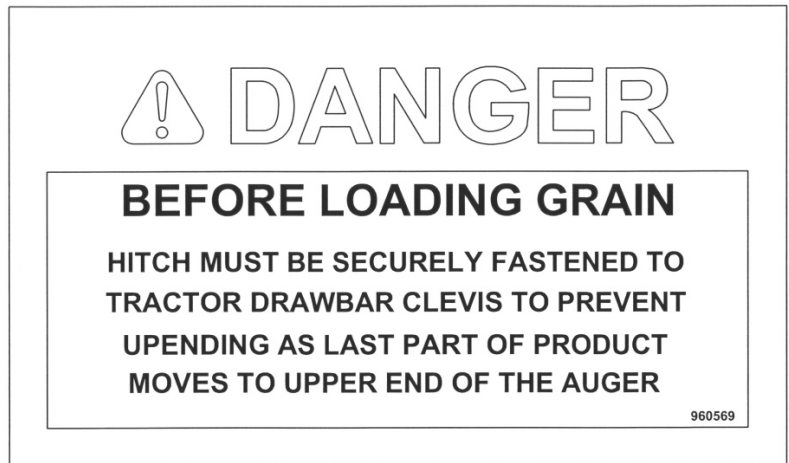 DANGER
BEFORE LOADING GRAIN
HITCH MUST BE SECURELY FASTENED TO
TRACTOR DRAWBAR CLEVIS TO PREVENT
UPENDING AS LAST PART OF PRODUCT
MOVES TO UPPER END OF THE AUGER
960569